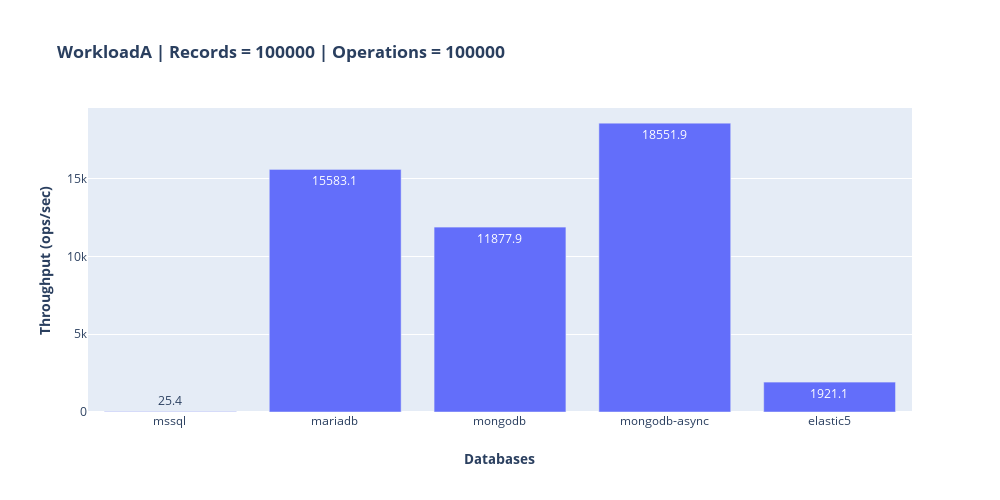 WorkloadA | Records = 100000 | Operations = 100000
Throughput (ops/sec)
15k
10k
5k
0
25.4
15583.1
11877.9
18551.9
1921.1
mssql
mariadb
mongodb
mongodb-async
elastic5
Databases